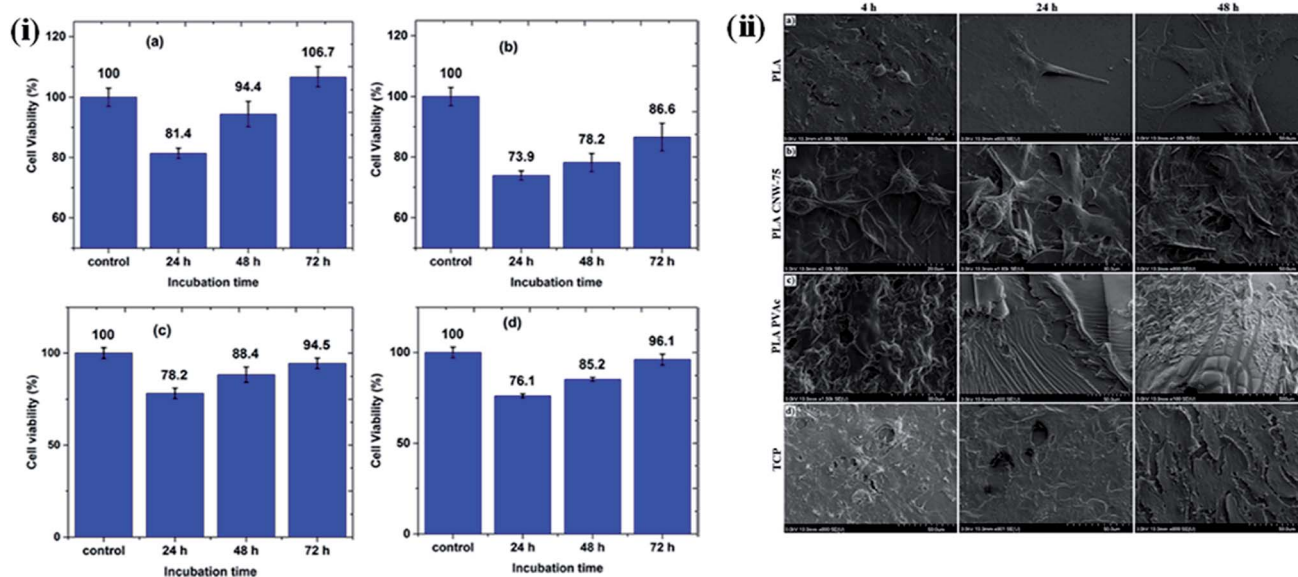 (i)
(a)
120
100
80
60
Cell Viability (%)
100
81.4
94.4
106.7
control 24 h 48 h 72 h
Incubation time
(b)
120
100
80
60
Cell Viability (%)
100
73.9
78.2
86.6
control 24 h 48 h 72 h
Incubation time
(c)
100
50
0
Cell viability (%)
100
78.2
88.4
94.5
control 24 h 48 h 72 h
Incubation time
(d)
100
50
0
Cell Viability (%)
100
76.1
85.2
96.1
control 24 h 48 h 72 h
Incubation time
(ii)
4 h 24 h 48 h
PLA
a)
PLA CNW-75
b)
PLA PVAc
c)
TCP
d)